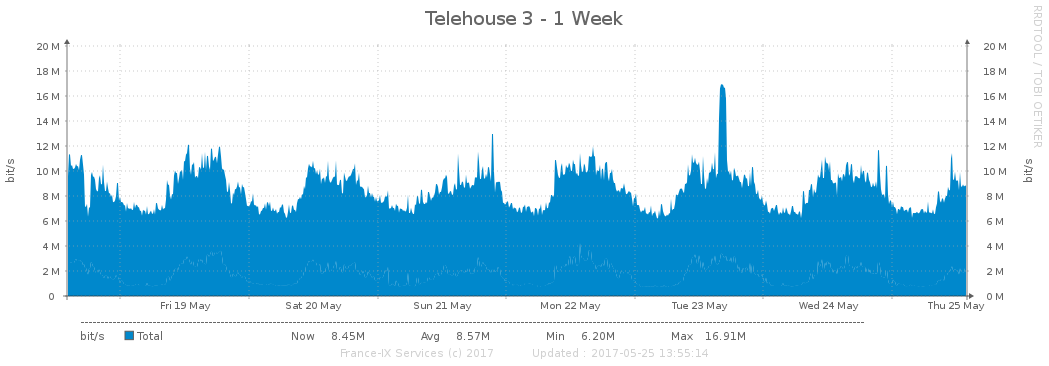 Telehouse 3 - 1 Week
RRDTOOL / TOBI OETIKER
bit/s
20 M 20 M
18 M 18 M
16 M 16 M
14 M 14 M
12 M 12 M
10 M 10 M
8 M 8 M
6 M 6 M
4 M 4 M
2 M 2 M
0 0 M
bit/s
Fri 19 May Sat 20 May Sun 21 May Mon 22 May Tue 23 May Wed 24 May Thu 25 May
bit/s Total Now 8.45M Avg 8.57M Min 6.20M Max 16.91M
France-IX Services (c) 2017 Updated : 2017-05-25 13:55:14